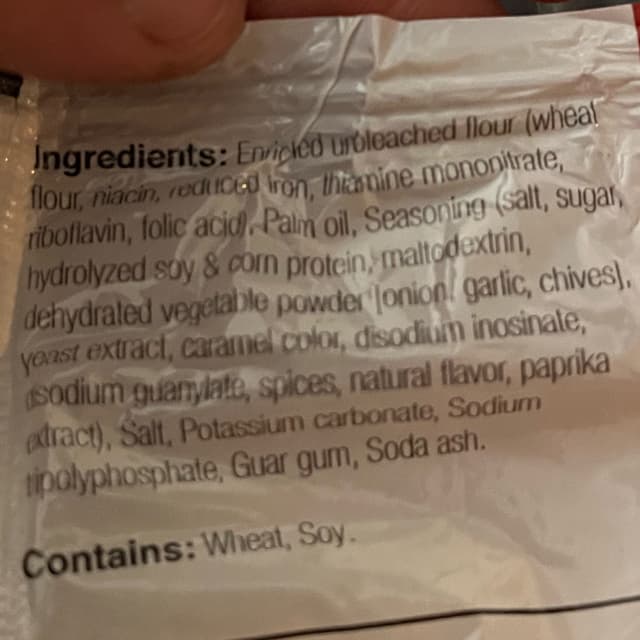 Ingredients: Enriched unbleached flour (wheat
flour, niacin, reduced iron, thiamine mononitrate,
riboflavin, folic acid), Palm oil, Seasoning (salt, sugar,
hydrolyzed soy & corn protein, maltodextrin,
dehydrated vegetable powder [onion, garlic, chives],
yeast extract, caramel color, disodium inosinate,
disodium guanylate, spices, natural flavor, paprika
extract), Salt, Potassium carbonate, Sodium
tripolyphosphate, Guar gum, Soda ash.
Contains: Wheat, Soy.